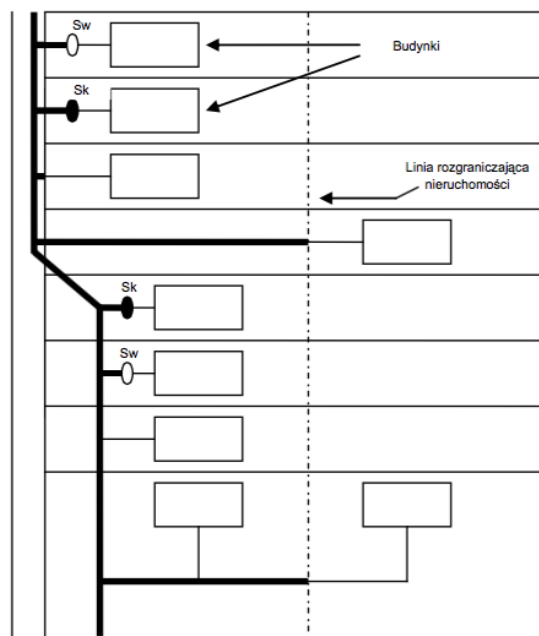 Sw
Budynki
Sk
Linia rozgraniczająca
nieruchomości
Sk
Sw